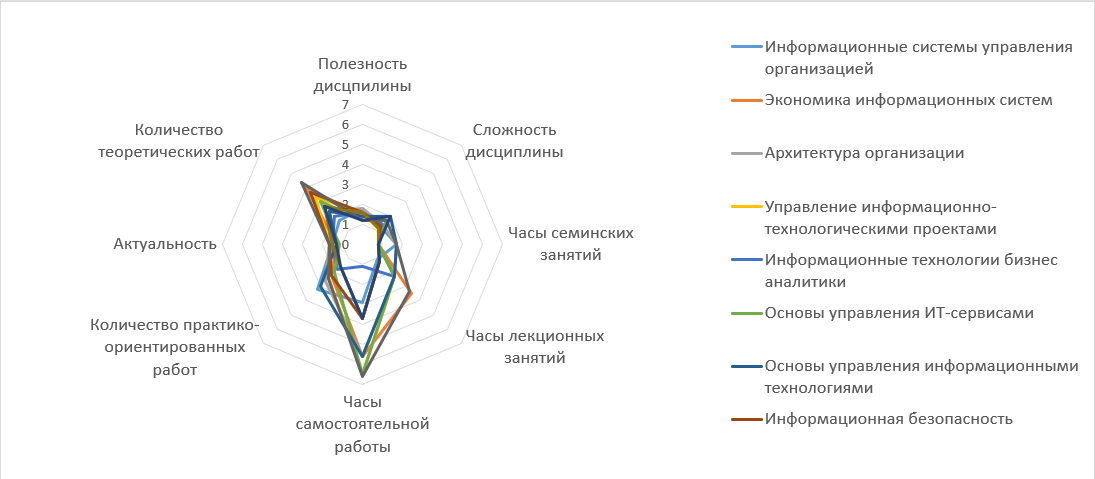 Полезность
дисцпилины
Сложность
дисциплины
Часы семинских
занятий
Часы лекционных
занятий
Часы
самостоятельной
работы
Количество практико-
ориентированных
работ
Актуальность
Количество
теоретических работ
7
6
5
4
3
2
1
0
Информационные системы управления
организацией
Экономика информационных систем
Архитектура организации
Управление информационно-
технологическими проектами
Информационные технологии бизнес
аналитики
Основы управления ИТ-сервисами
Основы управления информационными
технологиями
Информационная безопасность